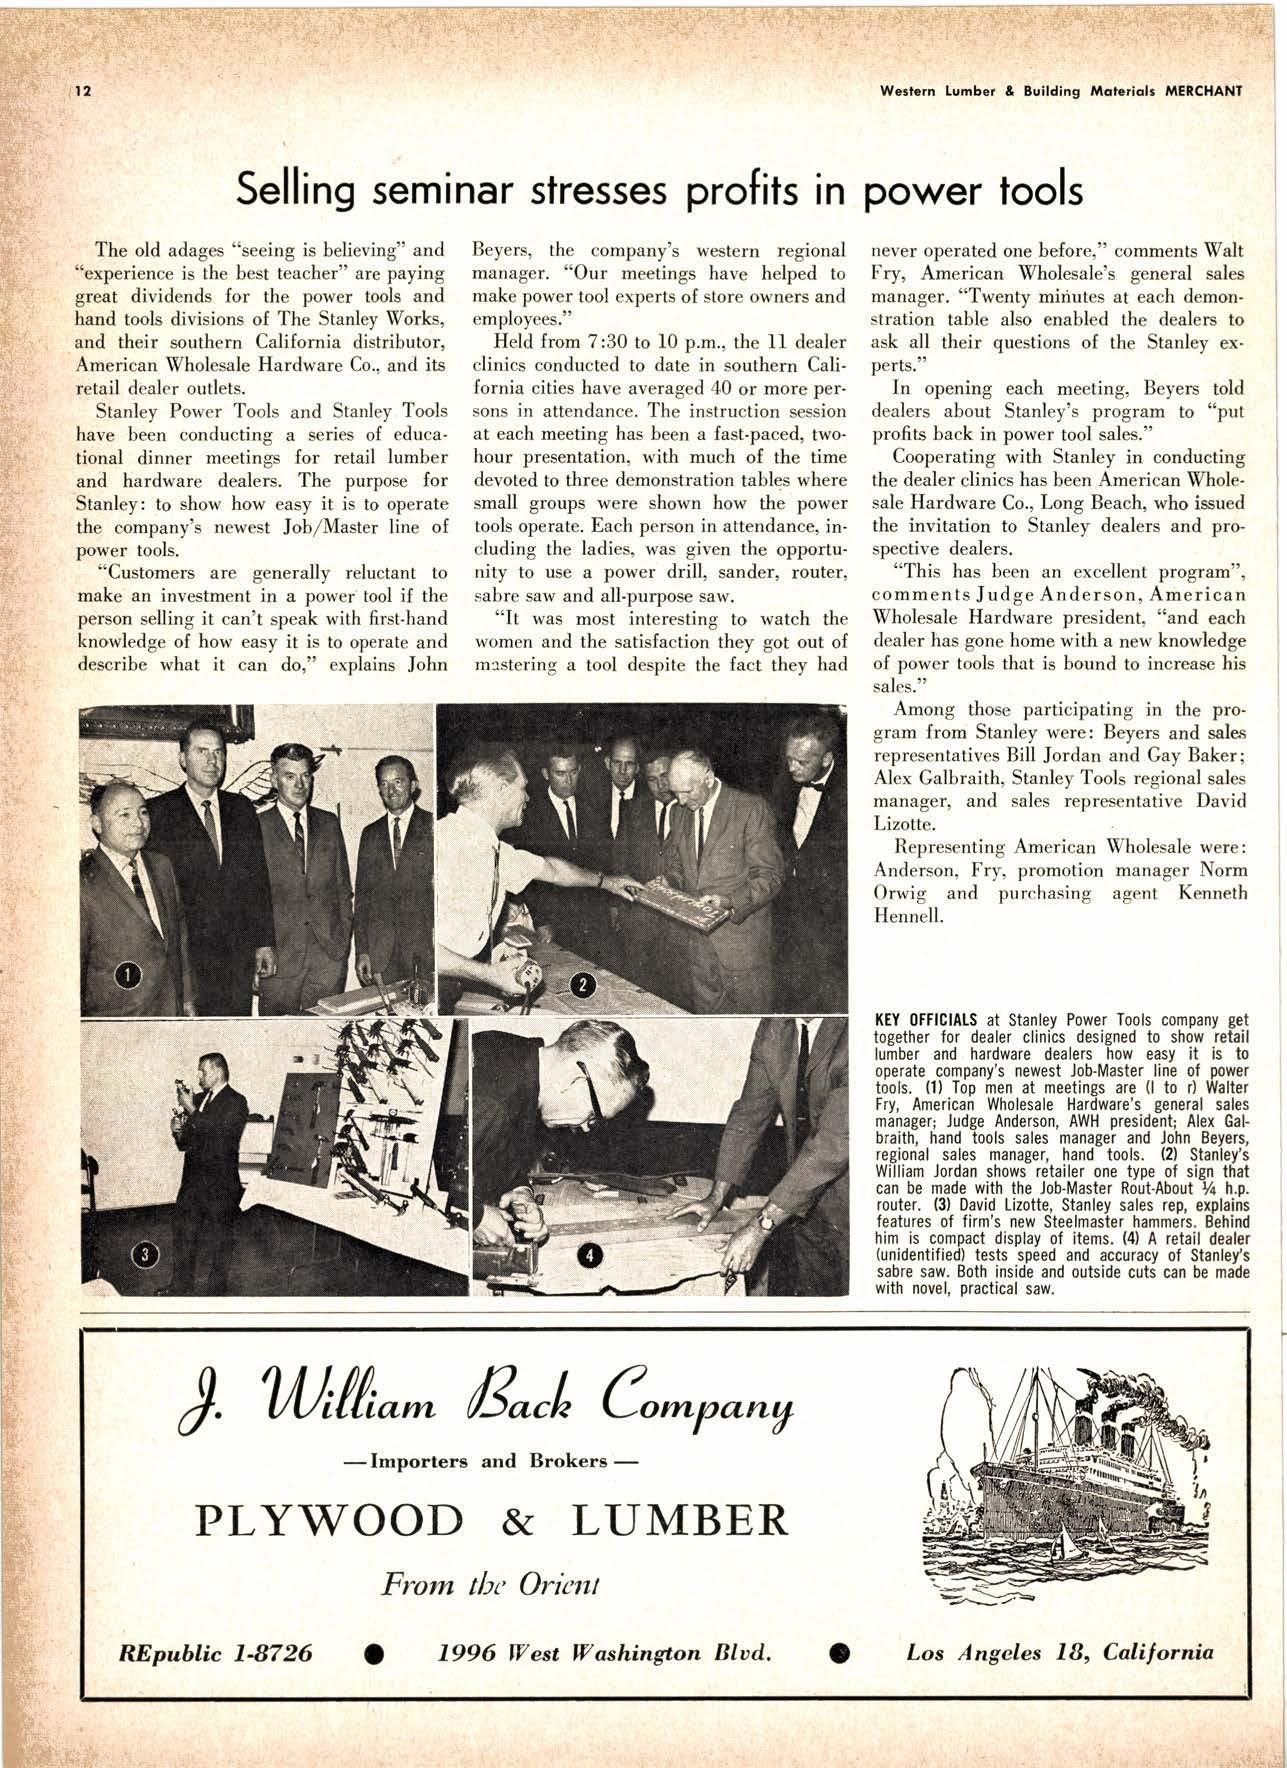 12
Western Lumber & Building Materials MERCHANT
Selling seminar stresses profits in power tools
The old adages “seeing is believing” and
“experience is the best teacher” are paying
great dividends for the power tools and
hand tools divisions of The Stanley Works,
and their southern California distributor,
American Wholesale Hardware Co., and its
retail dealer outlets.
Stanley Power Tools and Stanley Tools
have been conducting a series of educa-
tional dinner meetings for retail lumber
and hardware dealers. The purpose for
Stanley: to show how easy it is to operate
the company’s newest Job/Master line of
power tools.
“Customers are generally reluctant to
make an investment in a power tool if the
person selling it can’t speak with first-hand
knowledge of how easy it is to operate and
describe what it can do,” explains John
Beyers, the company’s western regional
manager. “Our meetings have helped to
make power tool experts of store owners and
employees.”
Held from 7:30 to 10 p.m., the 11 dealer
clinics conducted to date in southern Cali-
fornia cities have averaged 40 or more per-
sons in attendance. The instruction session
at each meeting has been a fast-paced, two-
hour presentation, with much of the time
devoted to three demonstration tables where
small groups were shown how the power
tools operate. Each person in attendance, in-
cluding the ladies, was given the opportu-
nity to use a power drill, sander, router,
sabre saw and all-purpose saw.
“It was most interesting to watch the
women and the satisfaction they got out of
mastering a tool despite the fact they had
never operated one before,” comments Walt
Fry, American Wholesale’s general sales
manager. “Twenty minutes at each demon-
stration table also enabled the dealers to
ask all their questions of the Stanley ex-
perts.”
In opening each meeting, Beyers told
dealers about Stanley’s program to “put
profits back in power tool sales.”
Cooperating with Stanley in conducting
the dealer clinics has been American Whole-
sale Hardware Co., Long Beach, who issued
the invitation to Stanley dealers and pro-
spective dealers.
“This has been an excellent program”,
comments Judge Anderson, American
Wholesale Hardware president, “and each
dealer has gone home with a new knowledge
of power tools that is bound to increase his
sales.”
Among those participating in the pro-
gram from Stanley were: Beyers and sales
representatives Bill Jordan and Gay Baker;
Alex Galbraith, Stanley Tools regional sales
manager, and sales representative David
Lizotte.
Representing American Wholesale were:
Anderson, Fry, promotion manager Norm
Orwig and purchasing agent Kenneth
Hennell.
1
2
3
4
KEY OFFICIALS at Stanley Power Tools company get
together for dealer clinics designed to show retail
lumber and hardware dealers how easy it is to
operate company's newest Job-Master line of power
tools. (1) Top men at meetings are (l to r) Walter
Fry, American Wholesale Hardware's general sales
manager; Judge Anderson, AWH president; Alex Gal-
braith, hand tools sales manager and John Beyers,
regional sales manager, hand tools. (2) Stanley's
William Jordan shows retailer one type of sign that
can be made with the Job-Master Rout-About ¼ h.p.
router. (3) David Lizotte, Stanley sales rep, explains
features of firm's new Steelmaster hammers. Behind
him is compact display of items. (4) A retail dealer
(unidentified) tests speed and accuracy of Stanley's
sabre saw. Both inside and outside cuts can be made
with novel, practical saw.
J. William Back Company
—Importers and Brokers—
PLYWOOD & LUMBER
From the Orient
REpublic 1-8726 ● 1996 West Washington Blvd. ● Los Angeles 18, California